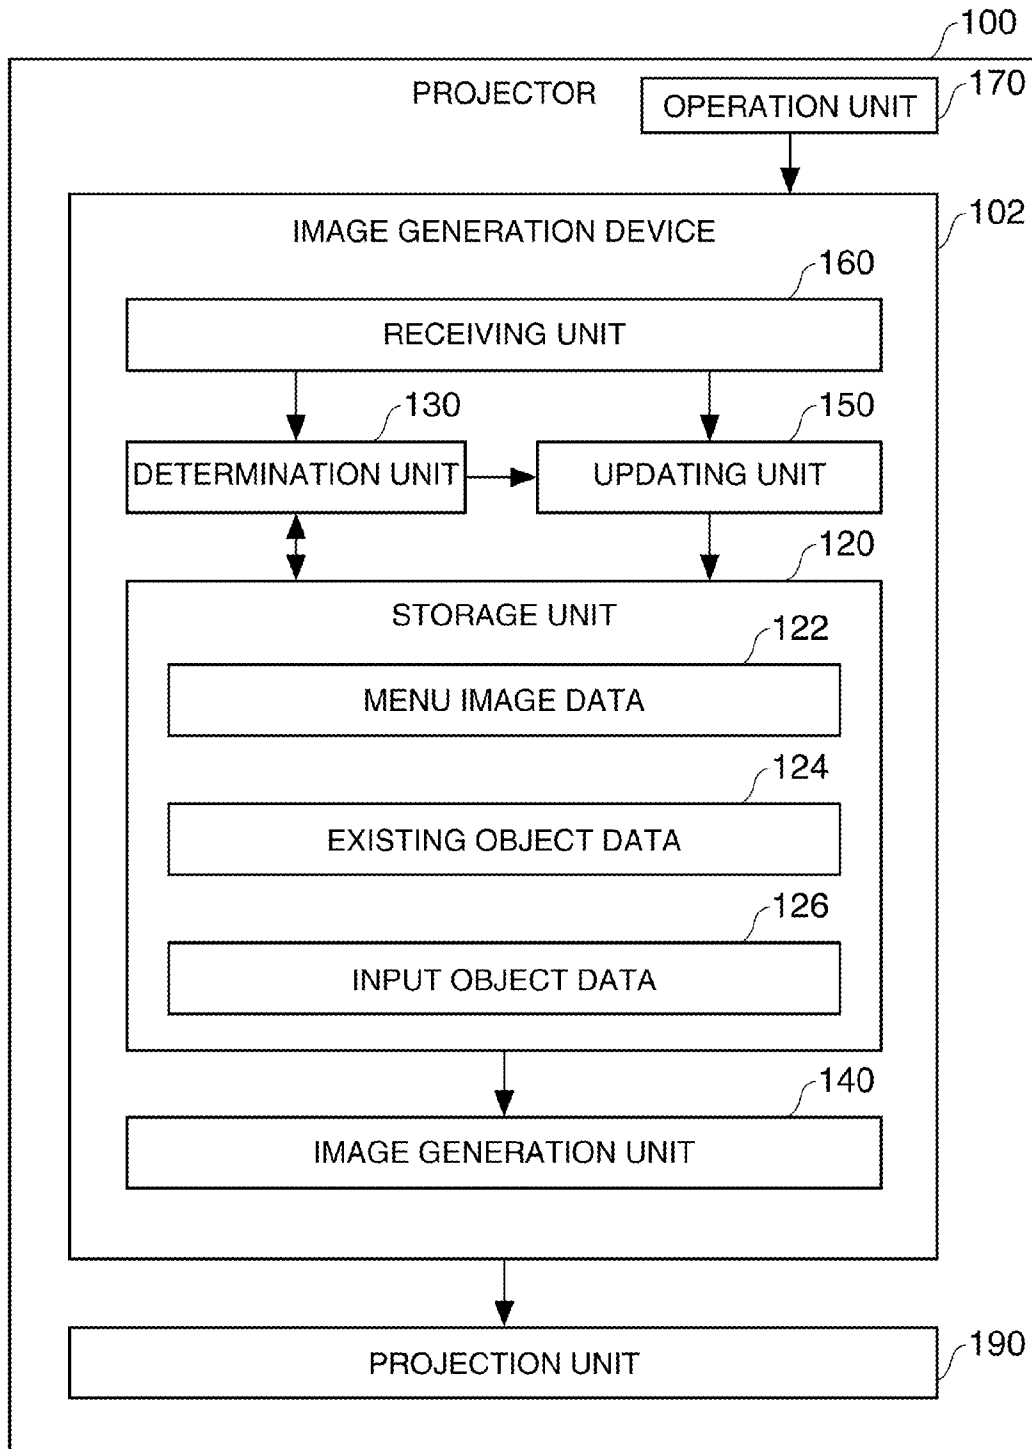 100
PROJECTOR
OPERATION UNIT
170
IMAGE GENERATION DEVICE
102
160
RECEIVING UNIT
130
150
DETERMINATION UNIT
UPDATING UNIT
120
STORAGE UNIT
122
MENU IMAGE DATA
124
EXISTING OBJECT DATA
126
INPUT OBJECT DATA
140
IMAGE GENERATION UNIT
PROJECTION UNIT
190